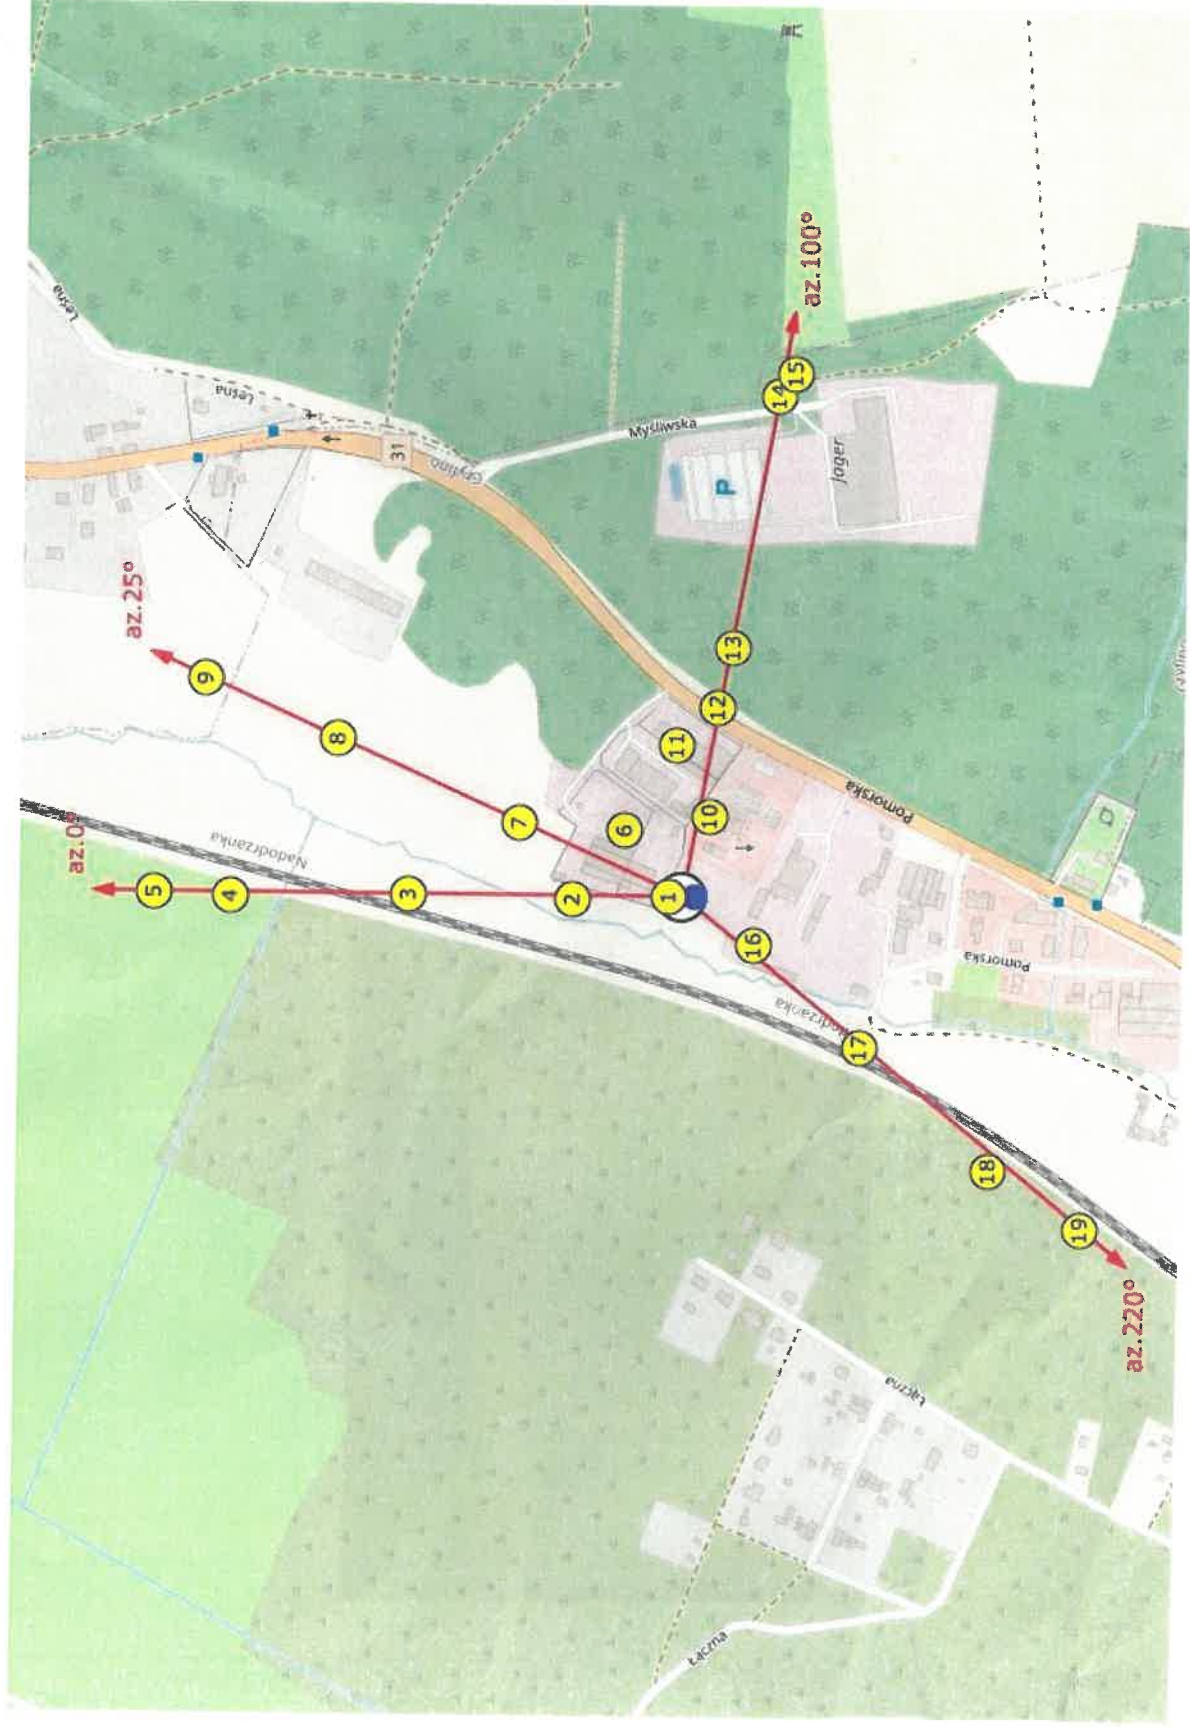 Leśna
Leśna
31
Gryfino
Myśliwska
P
Jager
az.100°
az.25°
az.0°
Nadodrzanka
9
8
7
6
5
4
3
2
1
10
11
12
13
14
15
16
17
18
19
Pomorska
Pomorska
az.220°
Łączna
Łączna